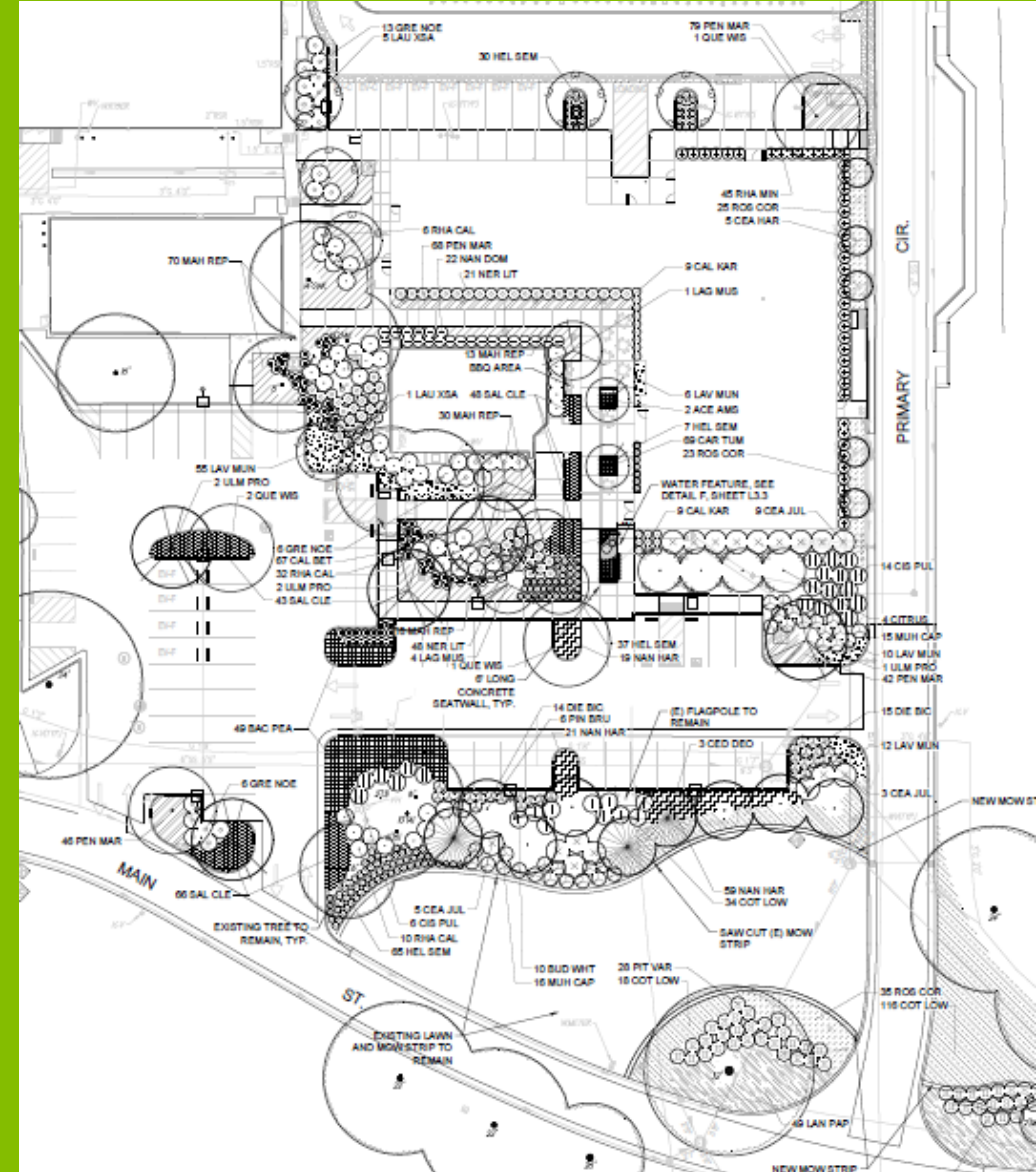 13 GRE NOE
5 LAU XSA
79 PEN MAR
1 QUE WIS
30 HEL SEM
45 RHA MIN
25 ROS COR
5 CEA HAR
PRIMARY CIR.
6 RHA CAL
68 PEN MAR
22 NAN DOM
21 NER LIT
70 MAH REP
9 CAL KAR
1 LAG MUS
13 MAH REP
BBQ AREA
1 LAU XSA
48 SAL CLE
30 MAH REP
6 LAV MUN
2 ACE AMS
7 HEL SEM
69 CAR TUM
23 ROS COR
WATER FEATURE, SEE
DETAIL F, SHEET L3.3
9 CAL KAR
9 CEA JUL
55 LAV MUN
2 ULM PRO
2 QUE WIS
6 GRE NOE
67 CAL BET
32 RHA CAL
2 ULM PRO
43 SAL CLE
14 CIS PUL
4 CITRUS
15 MUH CAP
10 LAV MUN
1 ULM PRO
42 PEN MAR
MAH REP
48 NER LIT
4 LAG MUS
1 QUE WIS
6' LONG
CONCRETE
SEATWALL, TYP.
37 HEL SEM
19 NAN HAR
49 BAC PEA
14 DIE BIC
6 PIN BRU
21 NAN HAR
(E) FLAGPOLE TO
REMAIN
3 CED DEO
15 DIE BIC
12 LAV MUN
3 CEA JUL
NEW MOW
6 GRE NOE
46 PEN MAR
MAIN ST.
66 SAL CLE
EXISTING TREE TO
REMAIN, TYP.
5 CEA JUL
6 CIS PUL
10 RHA CAL
65 HEL SEM
59 NAN HAR
34 COT LOW
SAW CUT (E) MOW
STRIP
10 BUD WHT
16 MUH CAP
28 PIT VAR
18 COT LOW
35 ROS COR
116 COT LOW
EXISTING LAWN
AND MOW STRIP TO
REMAIN
49 LAN PAP
NEW MOW STRIP